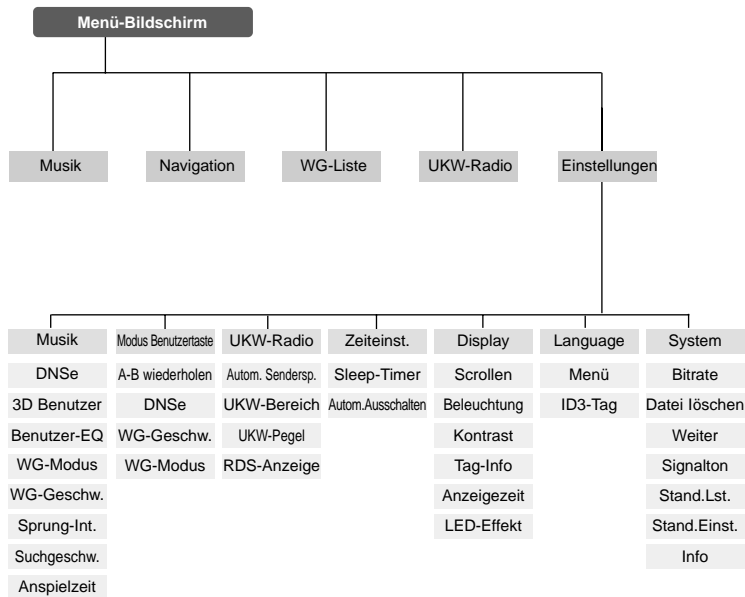 Menü-Bildschirm
Musik Navigation WG-Liste UKW-Radio Einstellungen
Musik Modus Benutzertaste UKW-Radio Zeiteinst. Display Language System
DNSe A-B wiederholen Autom. Sendersp. Sleep-Timer Scrollen Menü Bitrate
3D Benutzer DNSe UKW-Bereich Autom.Ausschalten Beleuchtung ID3-Tag Datei löschen
Benutzer-EQ WG-Geschw. UKW-Pegel Kontrast Weiter
WG-Modus WG-Modus RDS-Anzeige Tag-Info Signalton
WG-Geschw. Anzeigezeit Stand.Lst.
Sprung-Int. LED-Effekt Stand.Einst.
Suchgeschw. Info
Anspielzeit